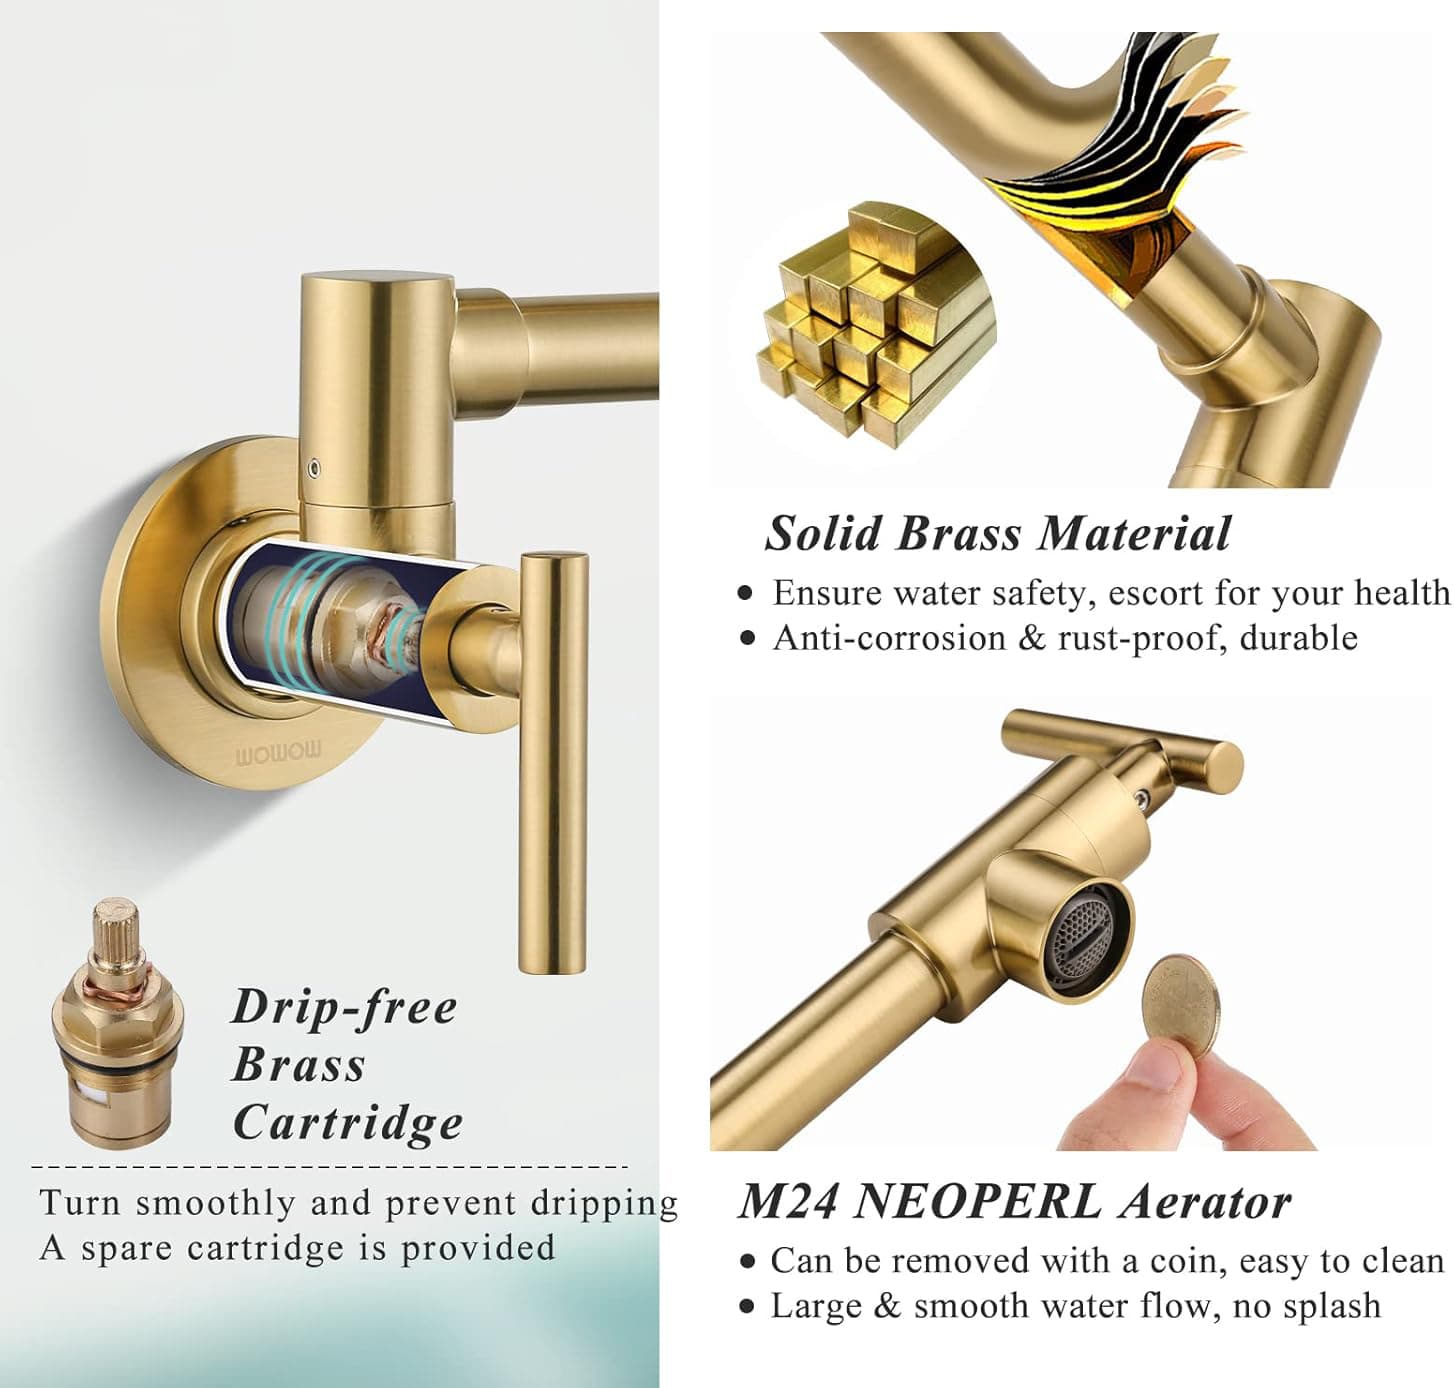 WOWOW
Drip-free
Brass
Cartridge
Turn smoothly and prevent dripping
A spare cartridge is provided
Solid Brass Material
• Ensure water safety, escort for your health
• Anti-corrosion & rust-proof, durable
M24 NEOPERL Aerator
• Can be removed with a coin, easy to clean
• Large & smooth water flow, no splash